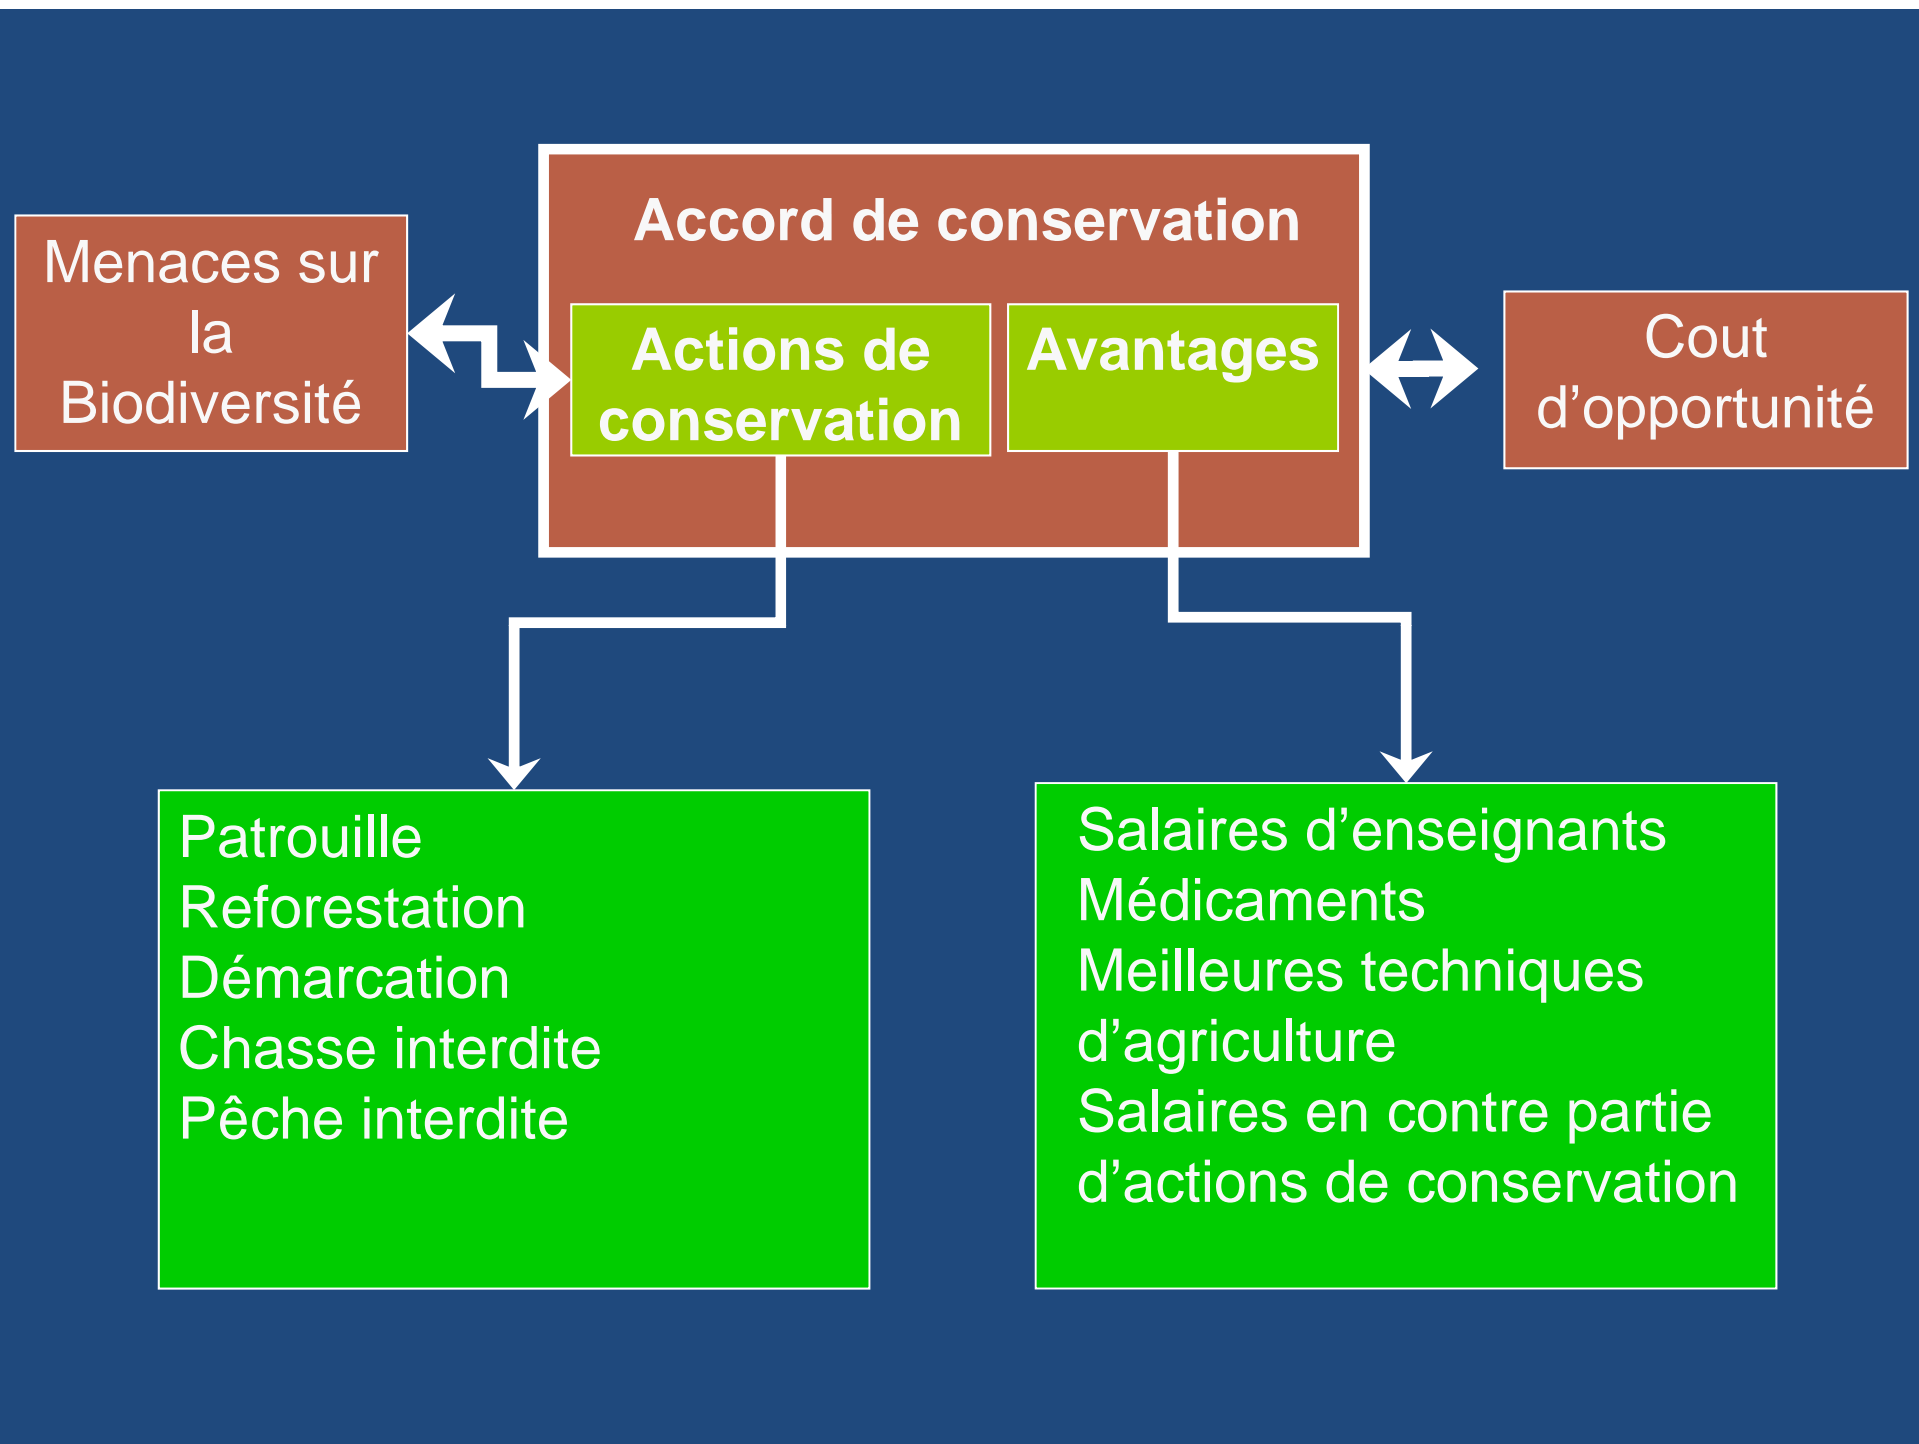 Accord de conservation
Menaces sur
la
Biodiversité
Actions de
conservation
Avantages
Cout
d’opportunité
Patrouille
Reforestation
Démarcation
Chasse interdite
Pêche interdite
Salaires d’enseignants
Médicaments
Meilleures techniques
d’agriculture
Salaires en contre partie
d’actions de conservation